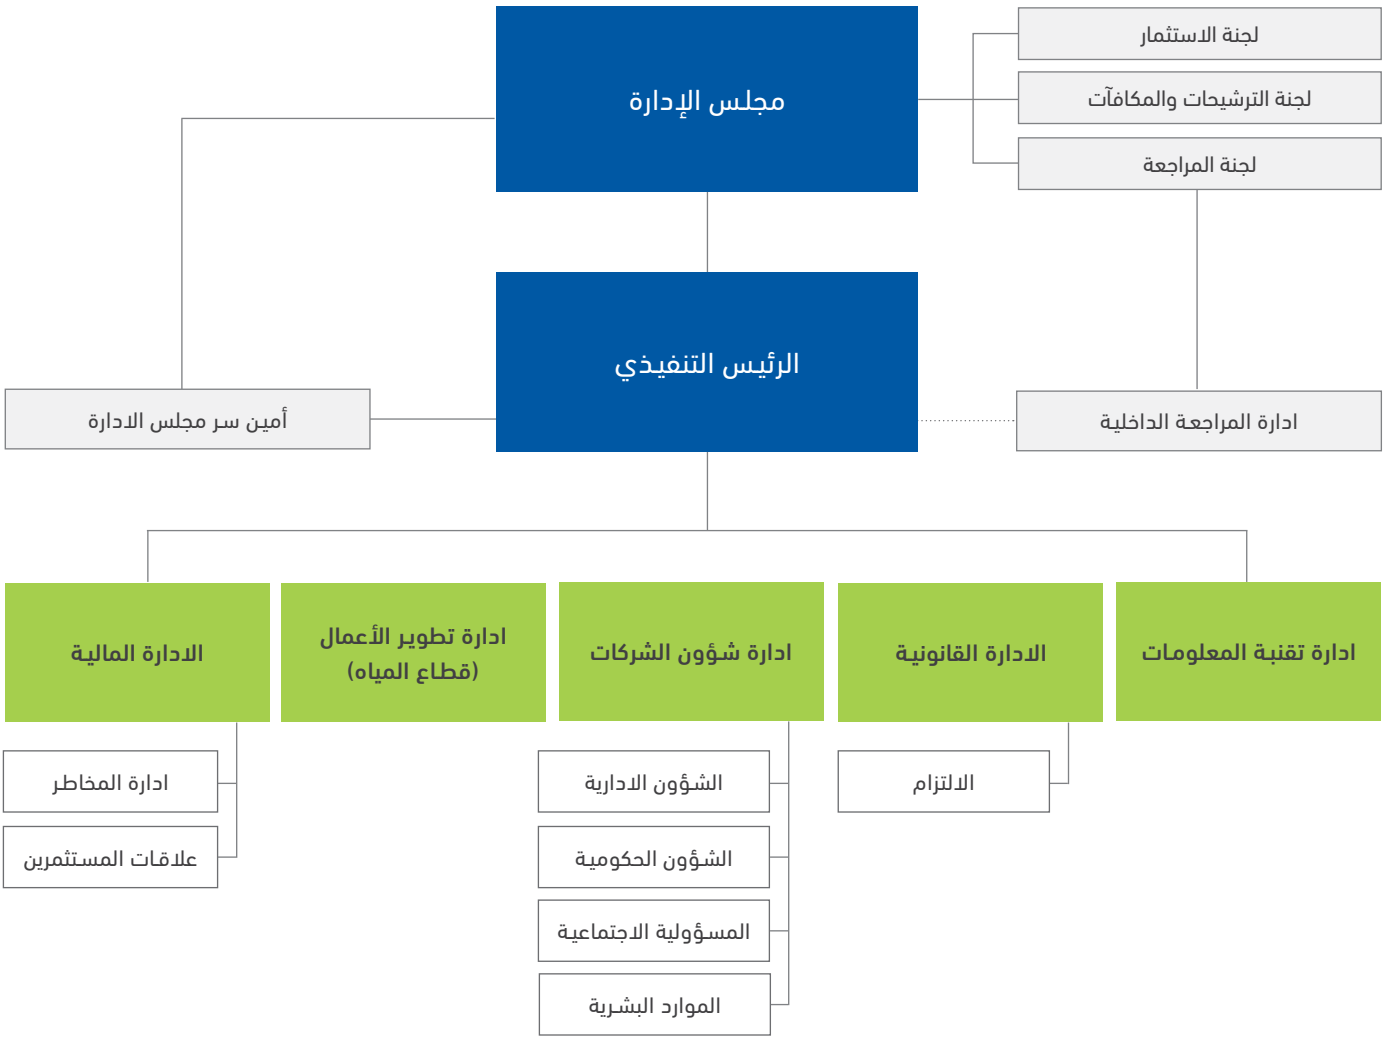 مجلس الإدارة
لجنة الاستثمار
لجنة الترشيحات والمكافآت
لجنة المراجعة
الرئيس التنفيذي
ادارة المراجعة الداخلية
أمين سر مجلس الادارة
ادارة تقنبة المعلومات
الادارة القانونية
ادارة شؤون الشركات
ادارة تطوير الأعمال
(قطاع المياه)
الادارة المالية
الالتزام
الشؤون الادارية
الشؤون الحكومية
المسؤولية الاجتماعية
الموارد البشرية
ادارة المخاطر
علاقات المستثمرين